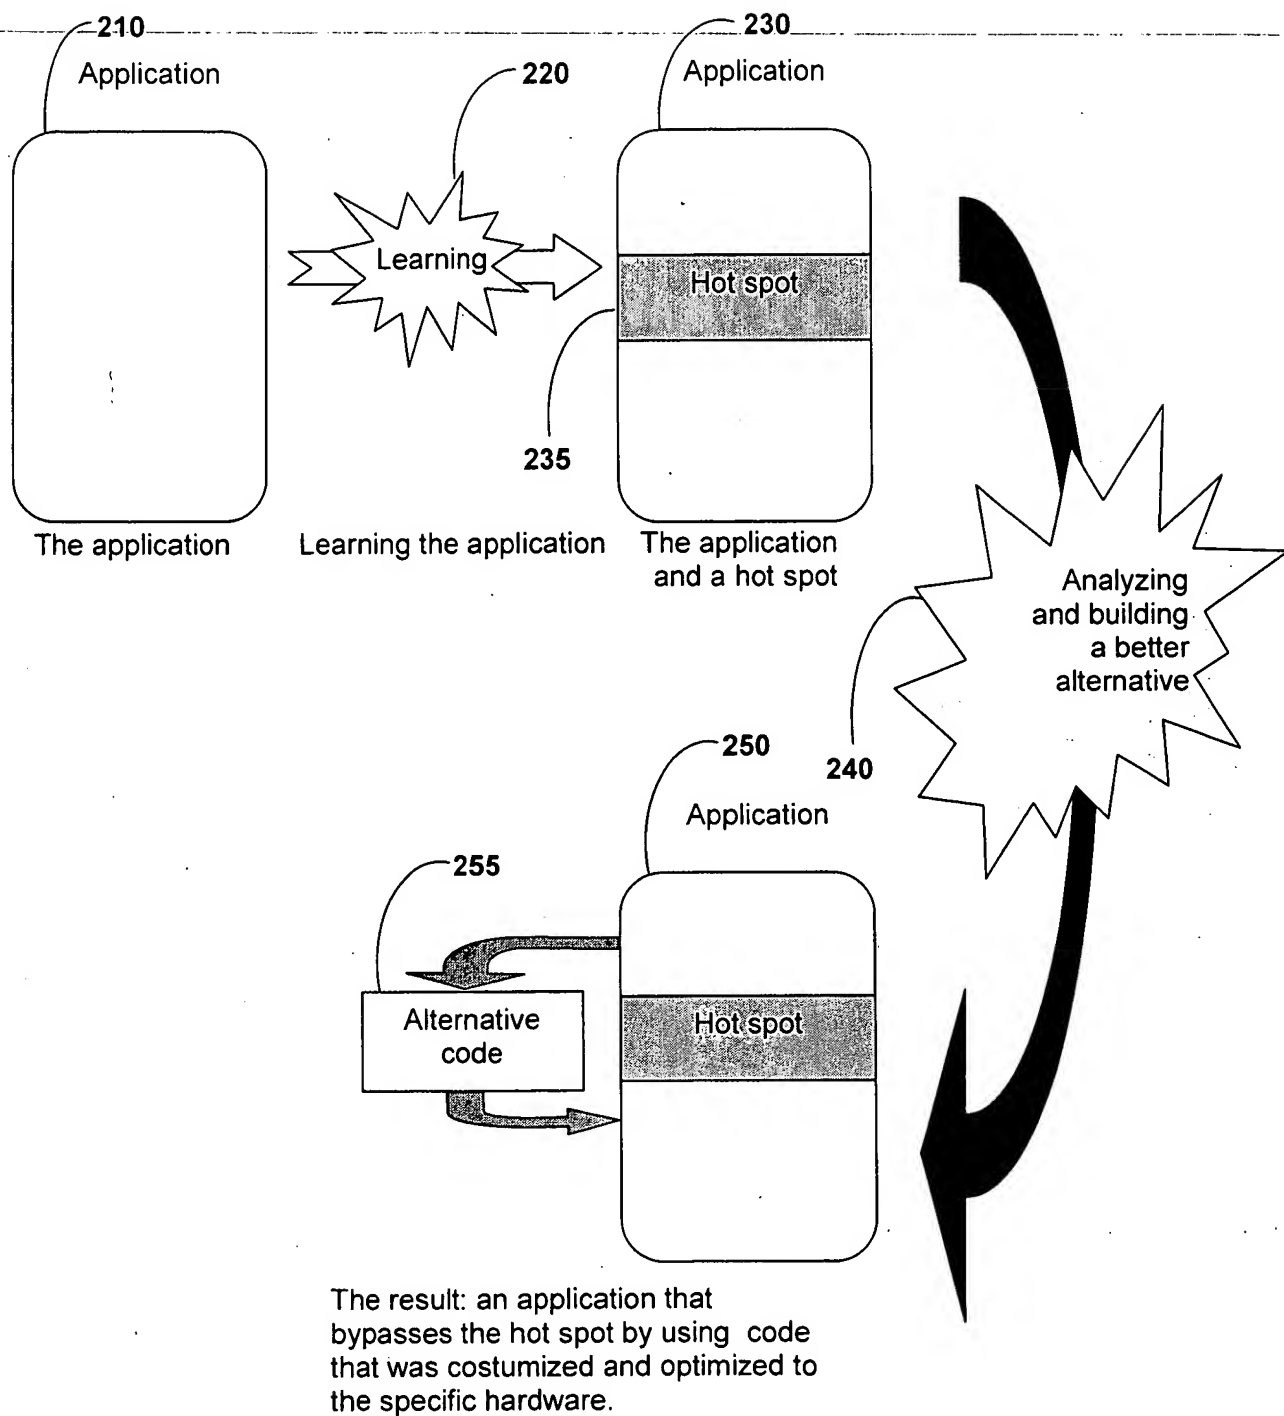 210
Application
220
230
Application
Learning
Hot spot
235
The application
Learning the application
The application
and a hot spot
Analyzing
and building
a better
alternative
240
250
Application
255
Alternative
code
Hot spot
The result: an application that
bypasses the hot spot by using code
that was costumized and optimized to
the specific hardware.